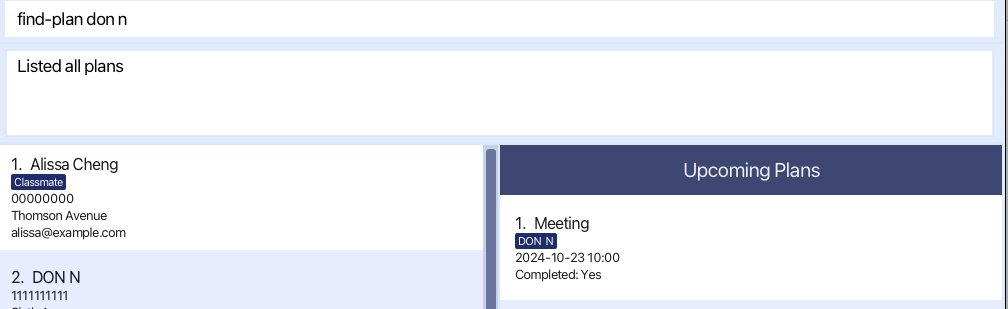 find-plan don n
Listed all plans
1. Alissa Cheng
Classmate
00000000
Thomson Avenue
alissa@example.com
2. DON N
1111111111
Upcoming Plans
1. Meeting
DON N
2024-10-23 10:00
Completed: Yes